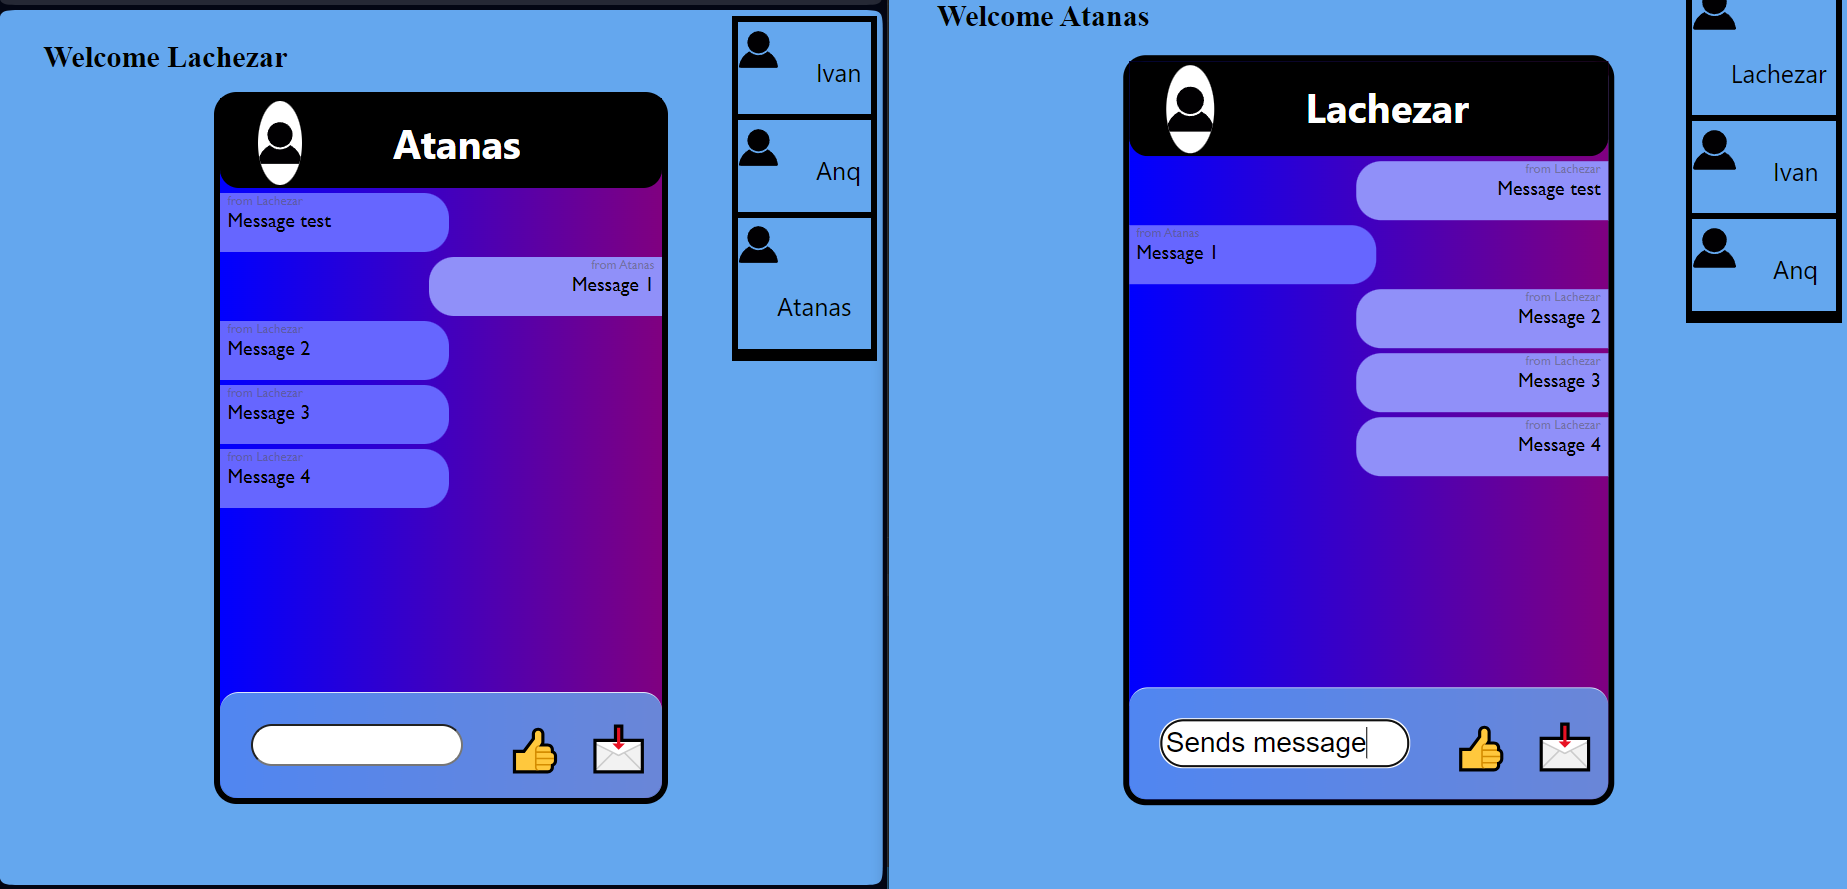 Welcome Lachezar
Atanas
from Lachezar
Message test
from Atanas
Message 1
from Lachezar
Message 2
from Lachezar
Message 3
from Lachezar
Message 4
Ivan
Anq
Atanas
Welcome Atanas
Lachezar
from Lachezar
Message test
from Atanas
Message 1
from Lachezar
Message 2
from Lachezar
Message 3
from Lachezar
Message 4
Sends message
Lachezar
Ivan
Anq